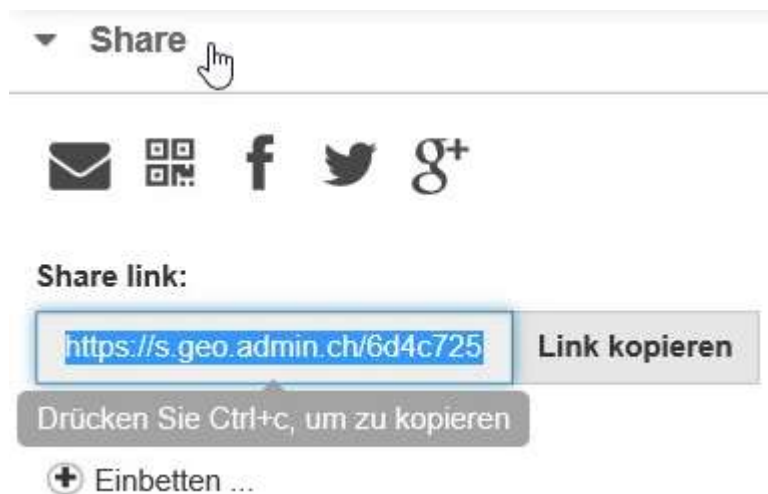 Share
Share link:
https://s.geo.admin.ch/6d4c725 Link kopieren
Drücken Sie Ctrl+c, um zu kopieren
Einbetten ...